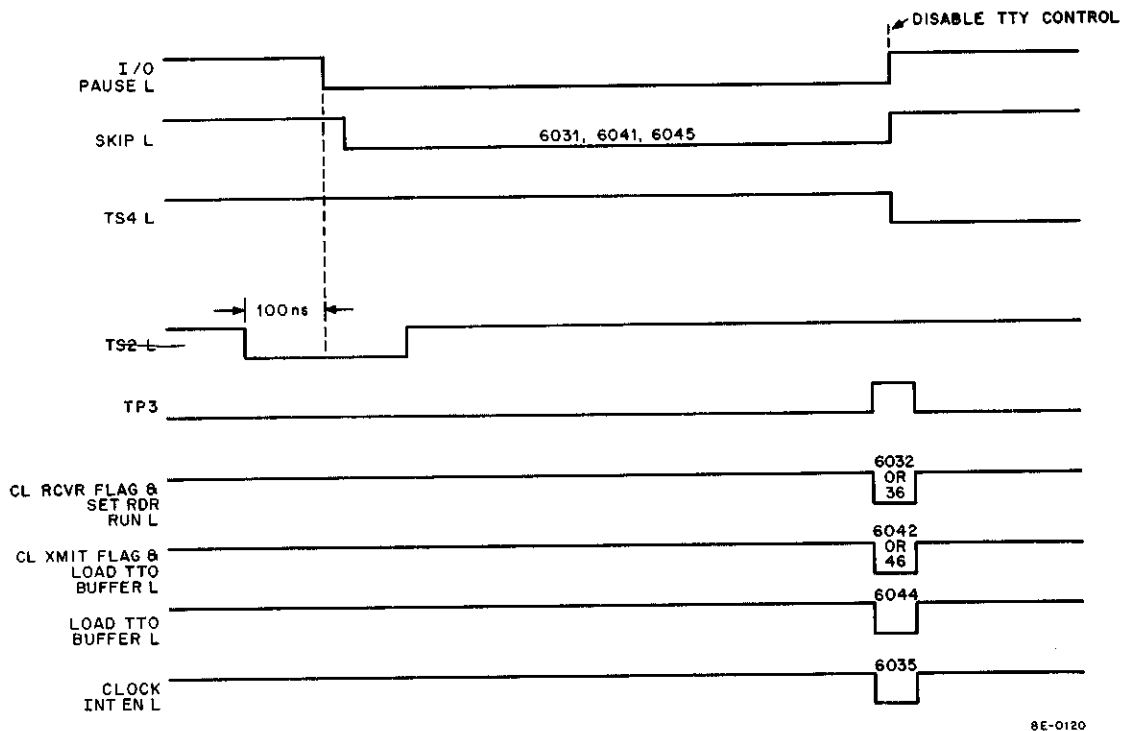 DISABLE TTY CONTROL
I/O
PAUSE L
SKIP L
6031, 6041, 6045
TS4 L
100ns
TS2 L
TP3
CL RCVR FLAG &
SET RDR
RUN L
6032
OR
36
CL XMIT FLAG &
LOAD TTO
BUFFER L
6042
OR
46
LOAD TTO
BUFFER L
6044
CLOCK
INT EN L
6035
8E-0120